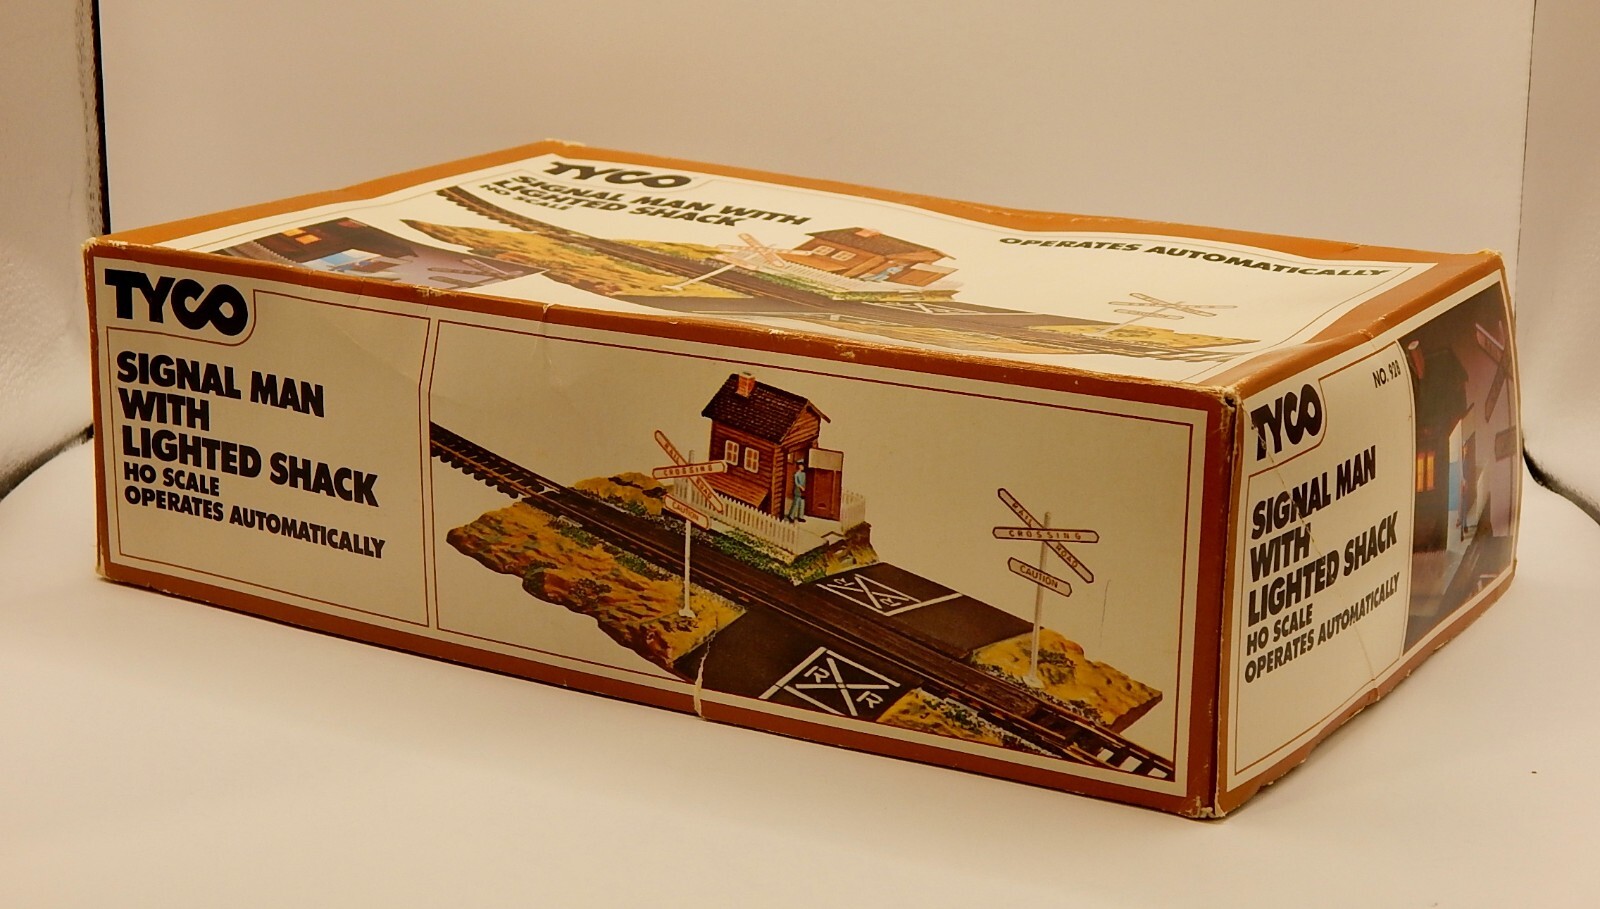 TYCO
SIGNAL MAN WITH
LIGHTED SHACK
HO SCALE
OPERATES AUTOMATICALLY
TYCO
SIGNAL MAN
WITH
LIGHTED SHACK
HO SCALE
OPERATES AUTOMATICALLY
RAIL
CROSSING
ROAD
CAUTION
R R
R R
RAIL
CROSSING
ROAD
CAUTION
TYCO
NO. 928
SIGNAL MAN
WITH
LIGHTED SHACK
HO SCALE
OPERATES AUTOMATICALLY